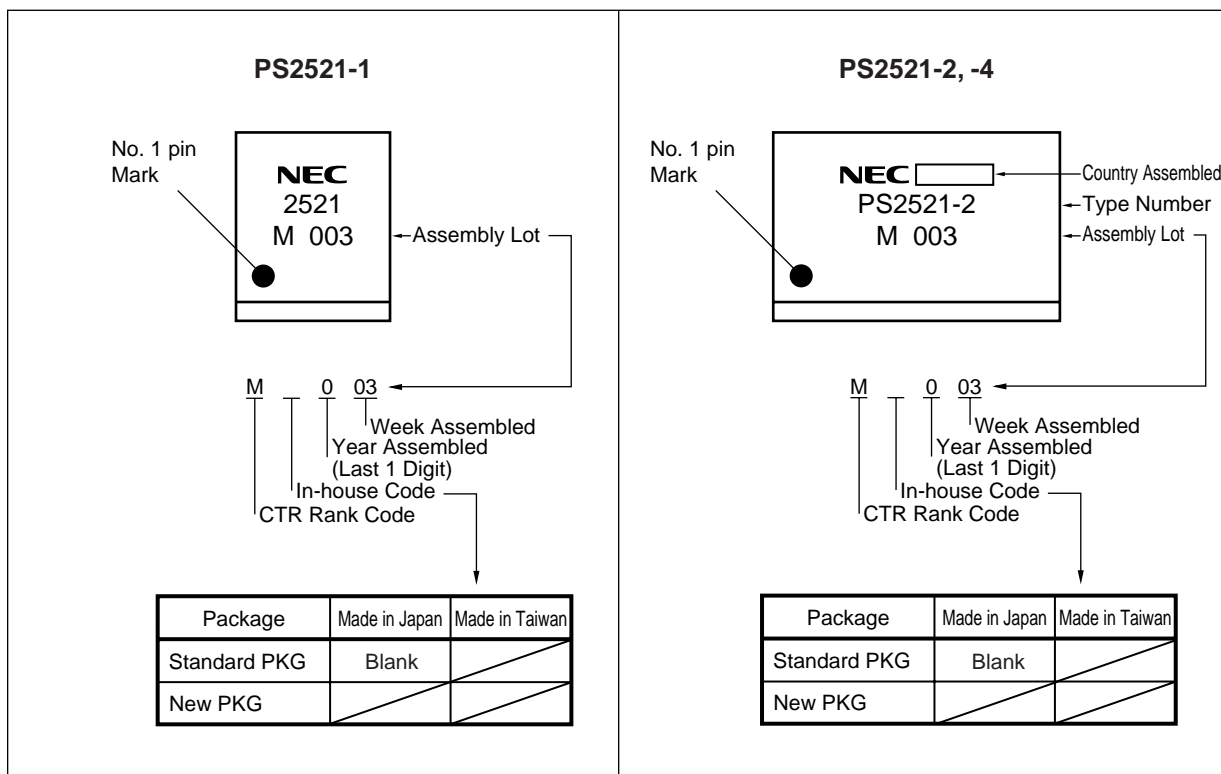 PS2521-1
No. 1 pin
Mark
NEC
2521
M 003
Assembly Lot
M 0 03
Week Assembled
Year Assembled
(Last 1 Digit)
In-house Code
CTR Rank Code
Package Made in Japan Made in Taiwan
Standard PKG Blank
New PKG
PS2521-2, -4
No. 1 pin
Mark
NEC
Country Assembled
PS2521-2
Type Number
M 003
Assembly Lot
M 0 03
Week Assembled
Year Assembled
(Last 1 Digit)
In-house Code
CTR Rank Code
Package Made in Japan Made in Taiwan
Standard PKG Blank
New PKG